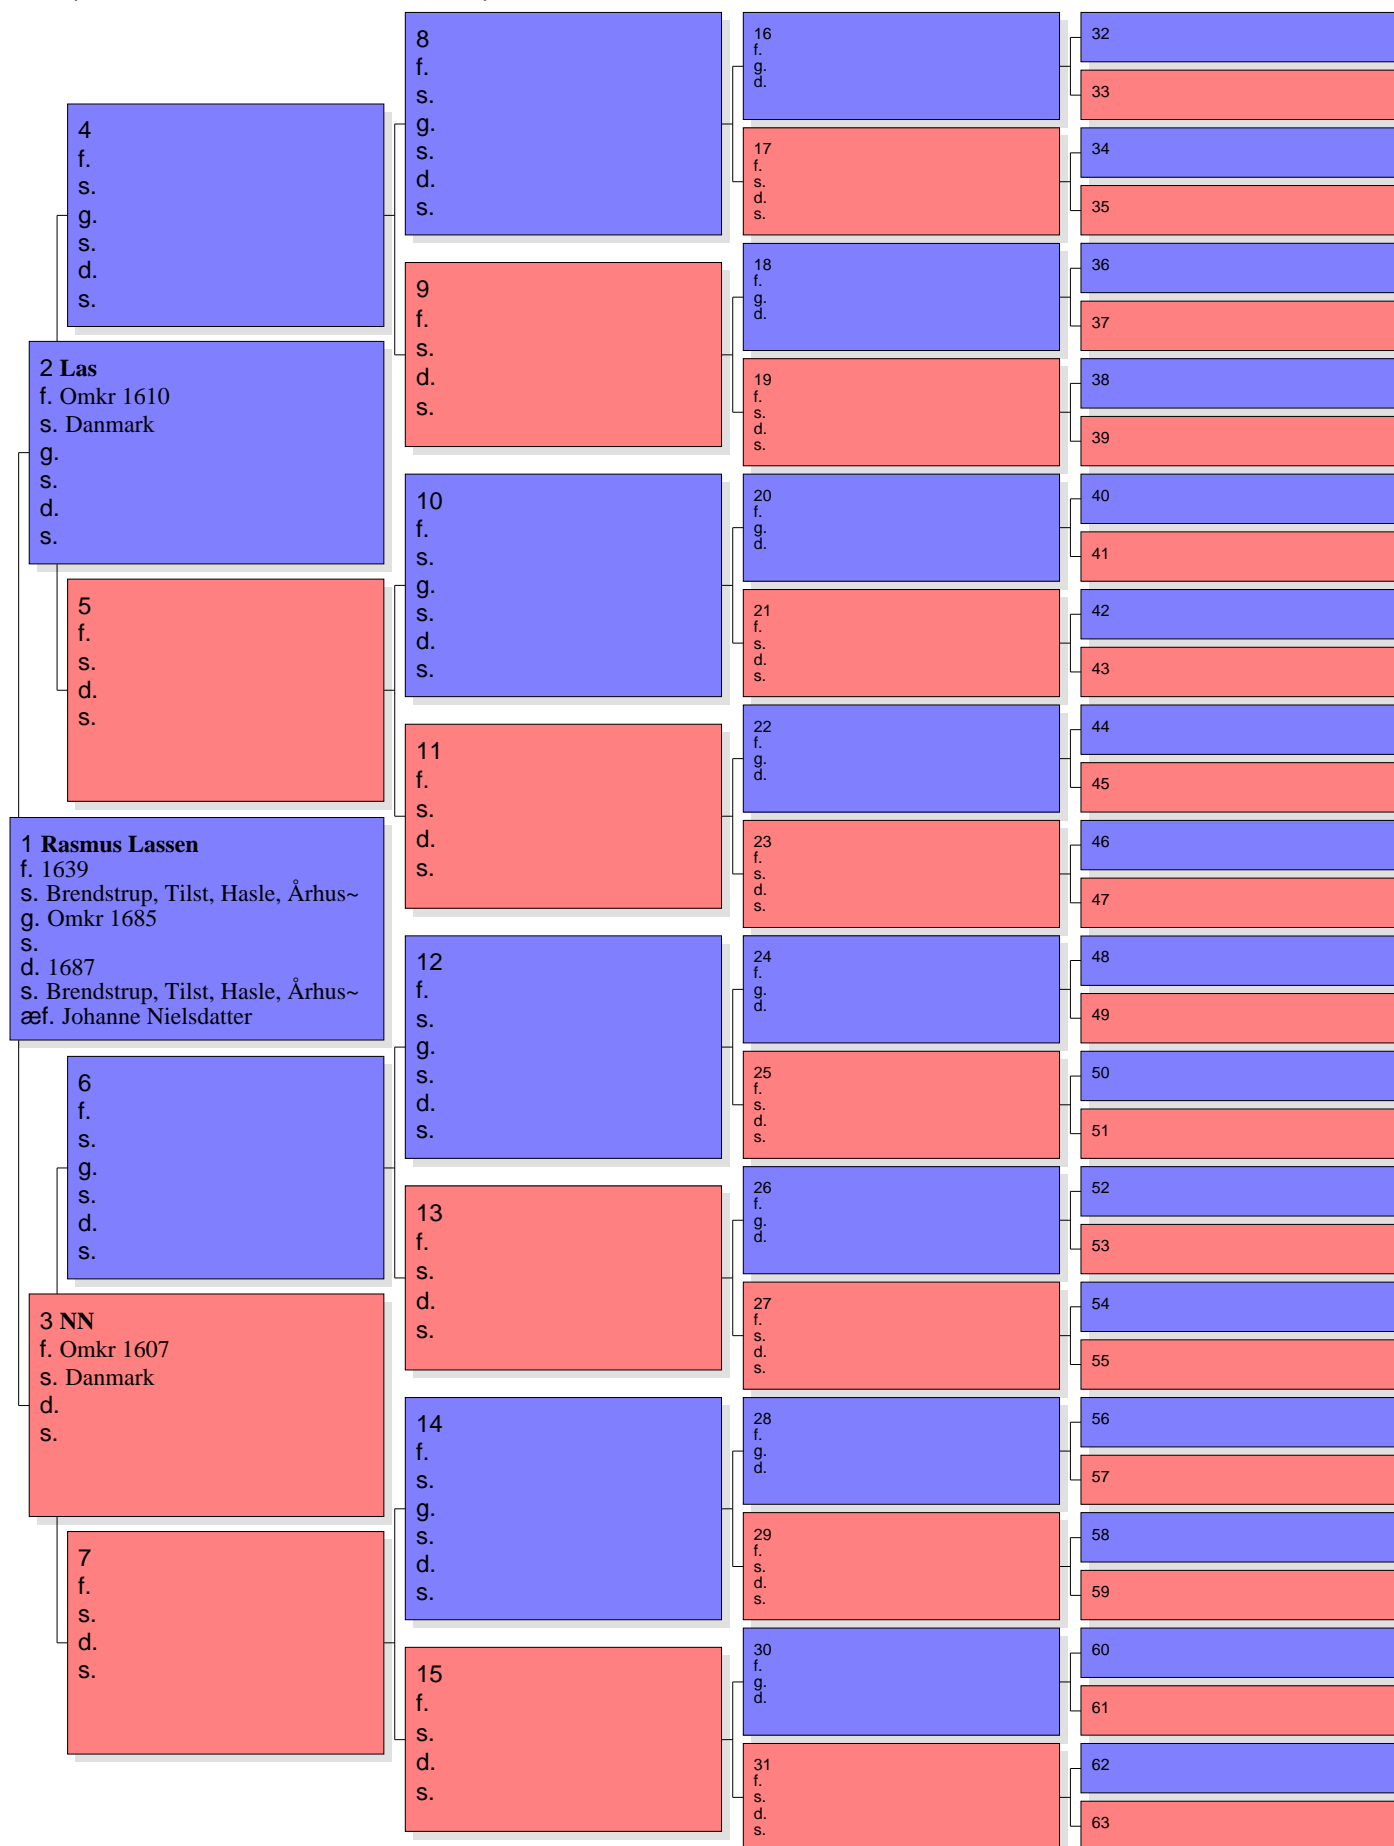 8
f.
s.
g.
s.
d.
s.
16
f.
g.
d.
32
33
4
f.
s.
g.
s.
d.
s.
17
f.
s.
d.
s.
34
35
9
f.
s.
d.
s.
18
f.
g.
d.
36
37
2 Las
f. Omkr 1610
s. Danmark
g.
s.
d.
s.
19
f.
s.
d.
s.
38
39
10
f.
s.
g.
s.
d.
s.
20
f.
g.
d.
40
41
5
f.
s.
d.
s.
21
f.
s.
d.
s.
42
43
11
f.
s.
d.
s.
22
f.
g.
d.
44
45
1 Rasmus Lassen
f. 1639
s. Brendstrup, Tilst, Hasle, Århus~
g. Omkr 1685
s.
d. 1687
s. Brendstrup, Tilst, Hasle, Århus~
æf. Johanne Nielsdatter
23
f.
s.
d.
s.
46
47
12
f.
s.
g.
s.
d.
s.
24
f.
g.
d.
48
49
6
f.
s.
g.
s.
d.
s.
25
f.
s.
d.
s.
50
51
13
f.
s.
d.
s.
26
f.
g.
d.
52
53
3 NN
f. Omkr 1607
s. Danmark
d.
s.
27
f.
s.
d.
s.
54
55
14
f.
s.
g.
s.
d.
s.
28
f.
g.
d.
56
57
7
f.
s.
d.
s.
29
f.
s.
d.
s.
58
59
15
f.
s.
d.
s.
30
f.
g.
d.
60
61
31
f.
s.
d.
s.
62
63